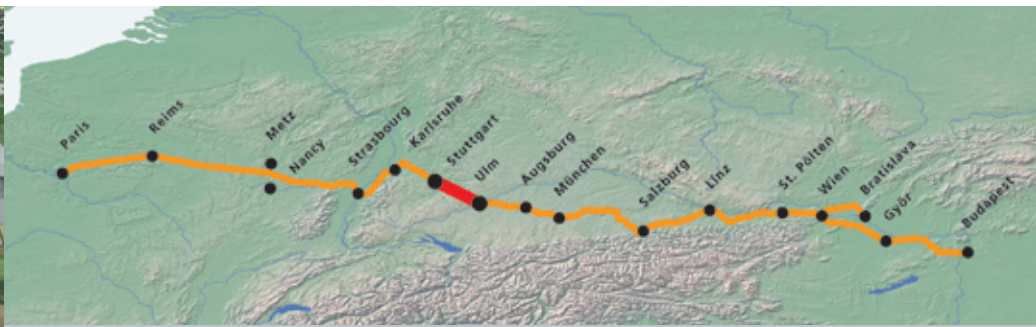 Paris
Reims
Metz
Nancy
Strasbourg
Karlsruhe
Stuttgart
Ulm
Augsburg
München
Salzburg
Linz
St. Pölten
Wien
Bratislava
Györ
Budapest